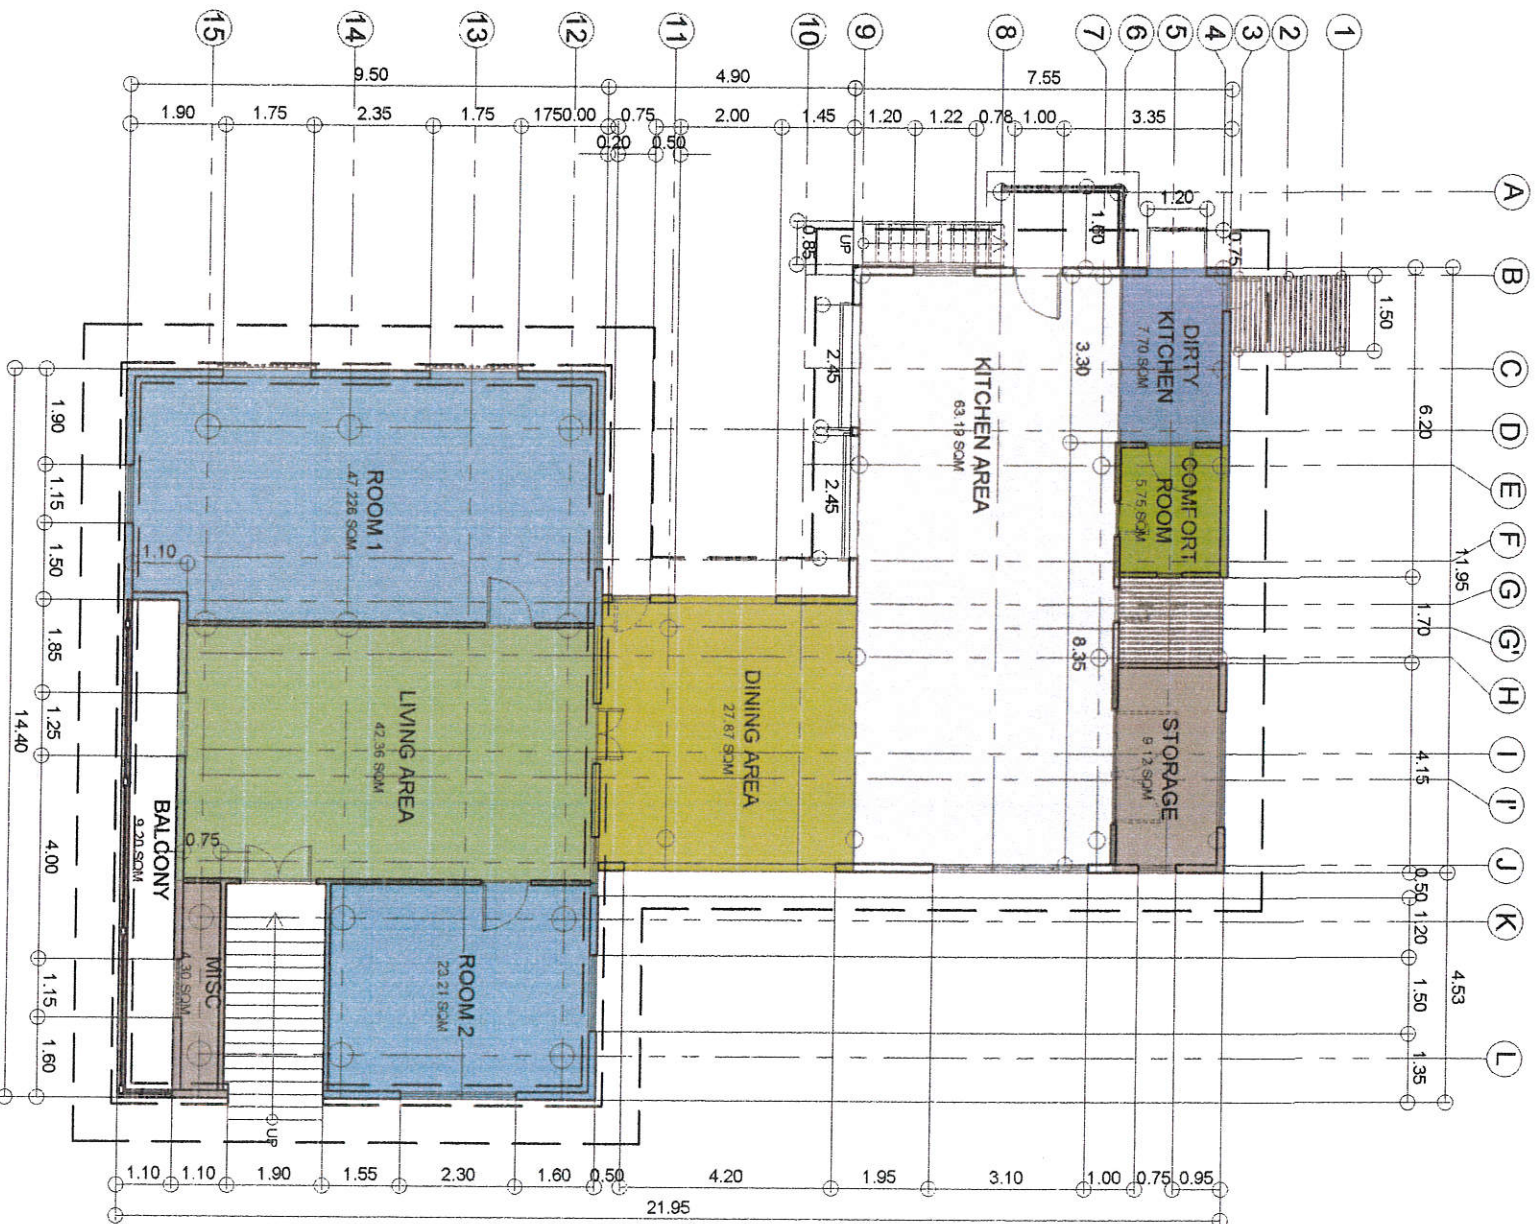 15
14
13
12
11
10
9
8
7
6
5
4
3
2
1
9.50
4.90
7.55
1.90
1.75
2.35
1.75
1750.00
0.75
2.00
1.45
1.20
1.22
0.78
1.00
3.35
0.20
0.50
A
B
C
D
E
F
G
G'
H
I
I'
J
K
L
1.20
1.60
0.75
0.85
UP
1.50
6.20
11.95
1.70
4.15
0.50
1.20
4.53
1.50
1.35
DIRTY
KITCHEN
7.70 SQM
COMFORT
ROOM
5.75 SQM
STORAGE
9.12 SQM
KITCHEN AREA
63.19 SQM
3.30
8.35
2.45
2.45
DINING AREA
27.87 SQM
ROOM 1
47.226 SQM
LIVING AREA
42.36 SQM
ROOM 2
23.21 SQM
MISC
4.30 SQM
BALCONY
9.20 SQM
1.10
0.75
UP
1.90
1.15
1.50
1.85
1.25
4.00
1.15
1.60
14.40
1.10
1.10
1.90
1.55
2.30
1.60
0.50
4.20
1.95
3.10
1.00
0.75
0.95
21.95